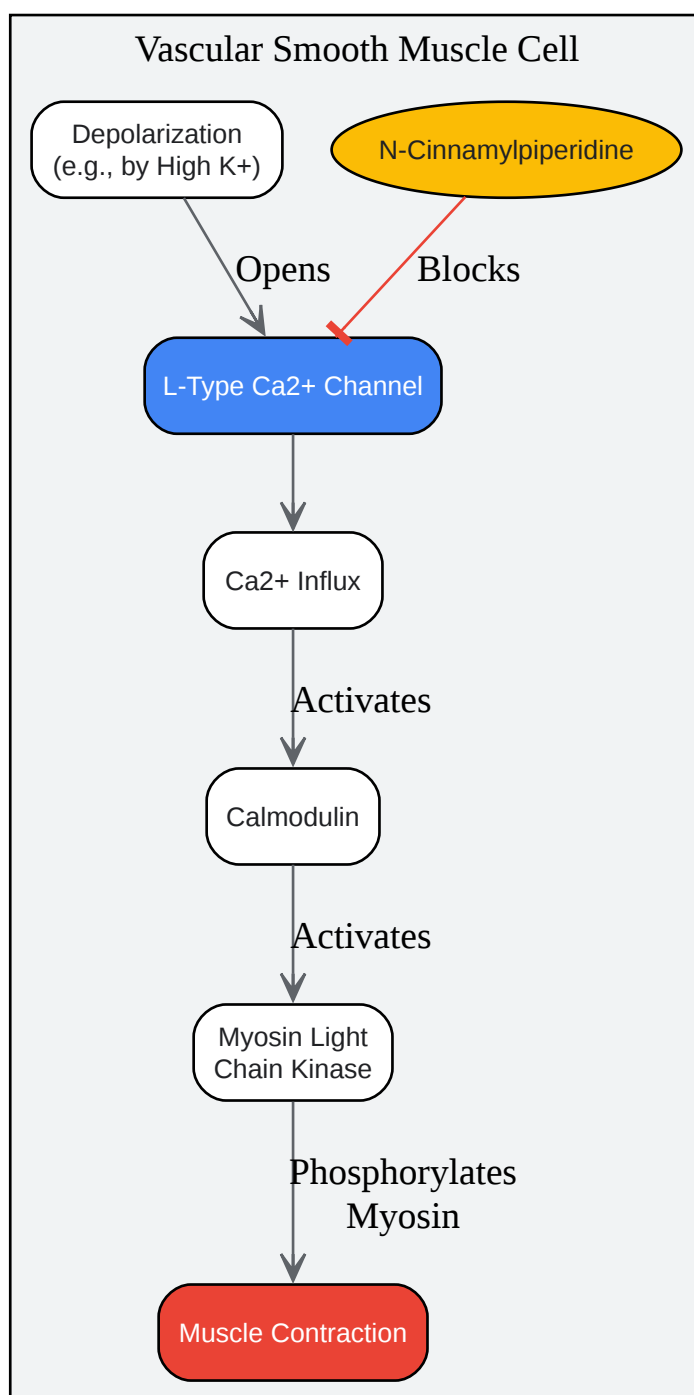 Vascular Smooth Muscle Cell
Depolarization
(e.g., by High K+)
N-Cinnamylpiperidine
Opens
Blocks
L-Type Ca2+ Channel
Ca2+ Influx
Activates
Calmodulin
Activates
Myosin Light
Chain Kinase
Phosphorylates
Myosin
Muscle Contraction